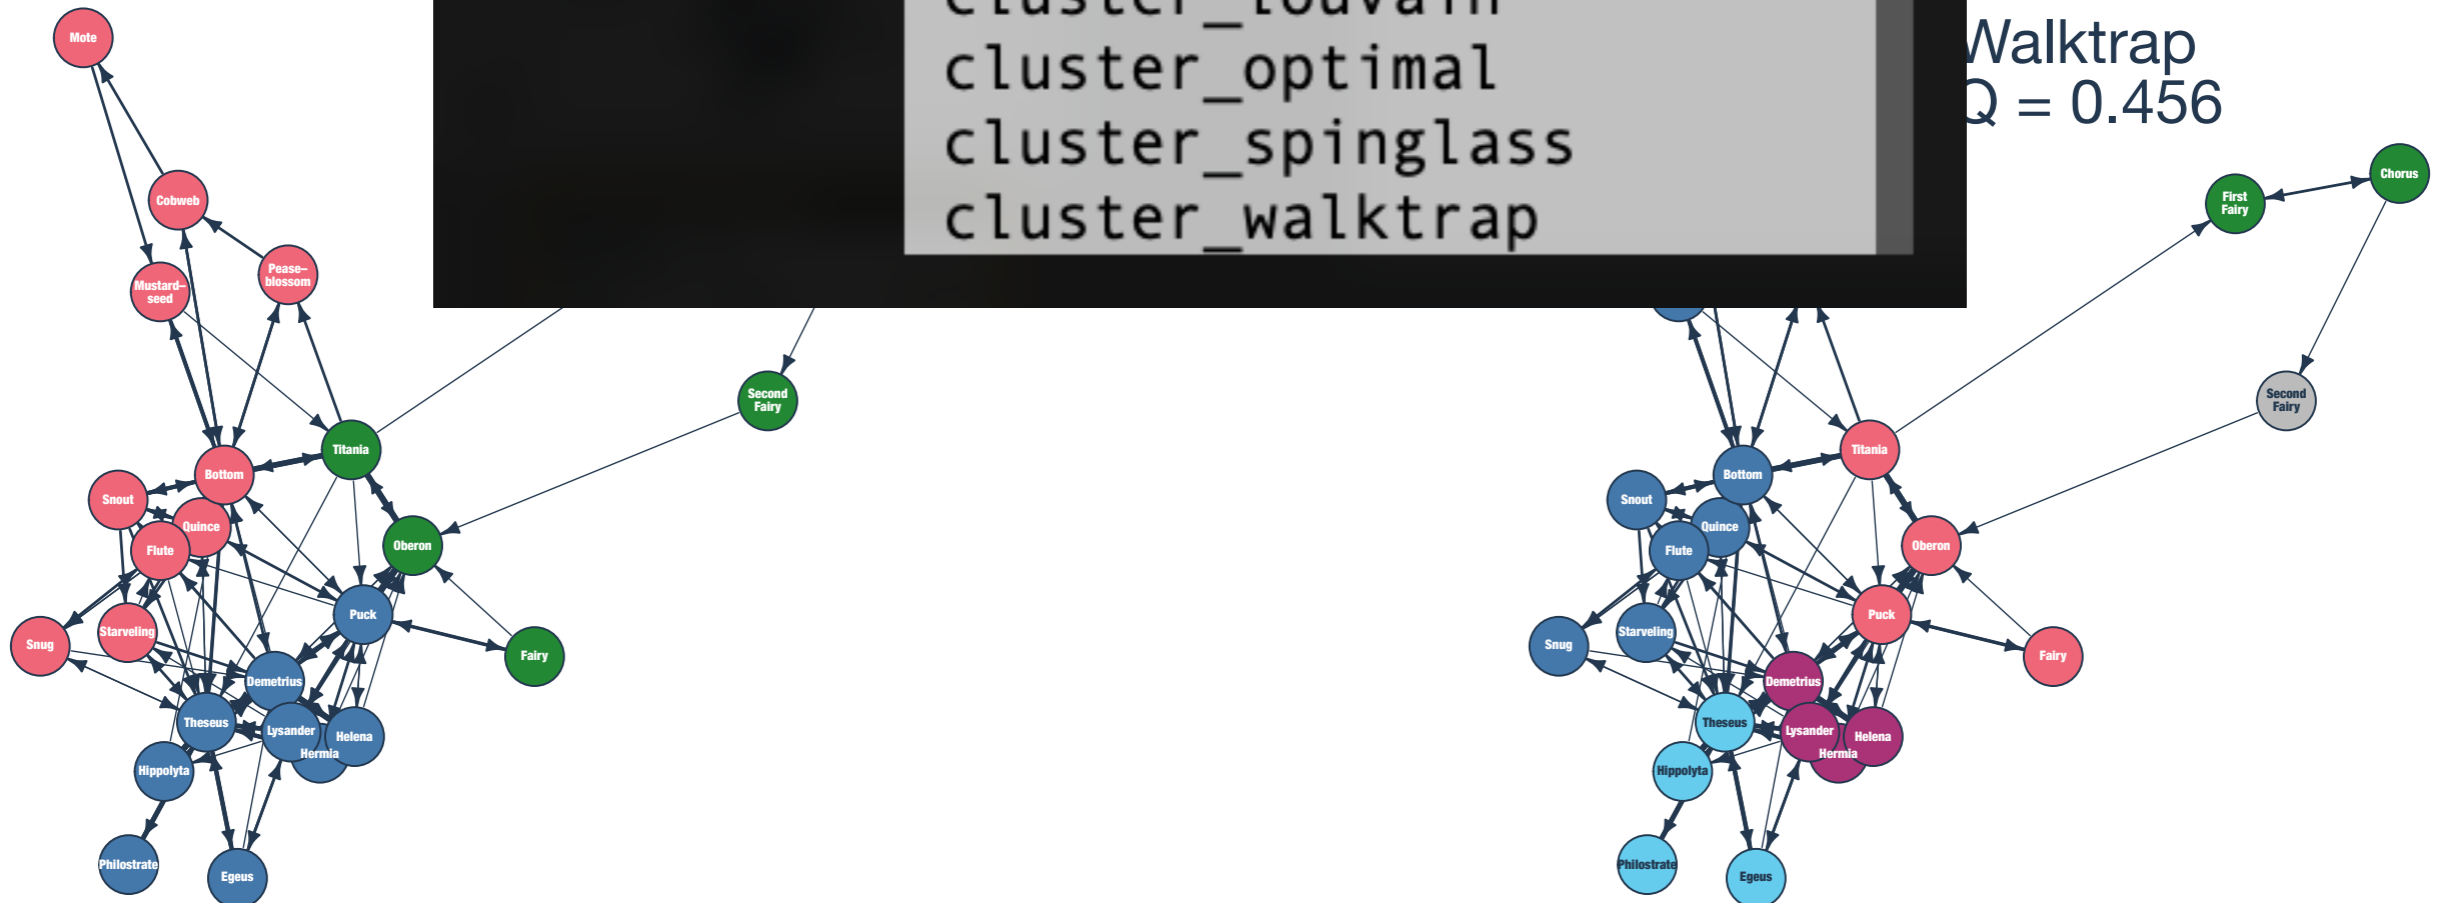 cluster_louvain
cluster_optimal
cluster_spinglass
cluster_walktrap
Walktrap
Q = 0.456
Mote
Cobweb
Pease–
blossom
Mustard–
seed
Second
Fairy
Titania
Bottom
Snout
Quince
Flute
Oberon
Puck
Starveling
Snug
Fairy
Demetrius
Theseus
Lysander
Helena
Hermia
Hippolyta
Philostrate
Egeus
Chorus
First
Fairy
Second
Fairy
Titania
Bottom
Snout
Quince
Flute
Oberon
Puck
Starveling
Snug
Fairy
Demetrius
Theseus
Lysander
Helena
Hermia
Hippolyta
Philostrate
Egeus